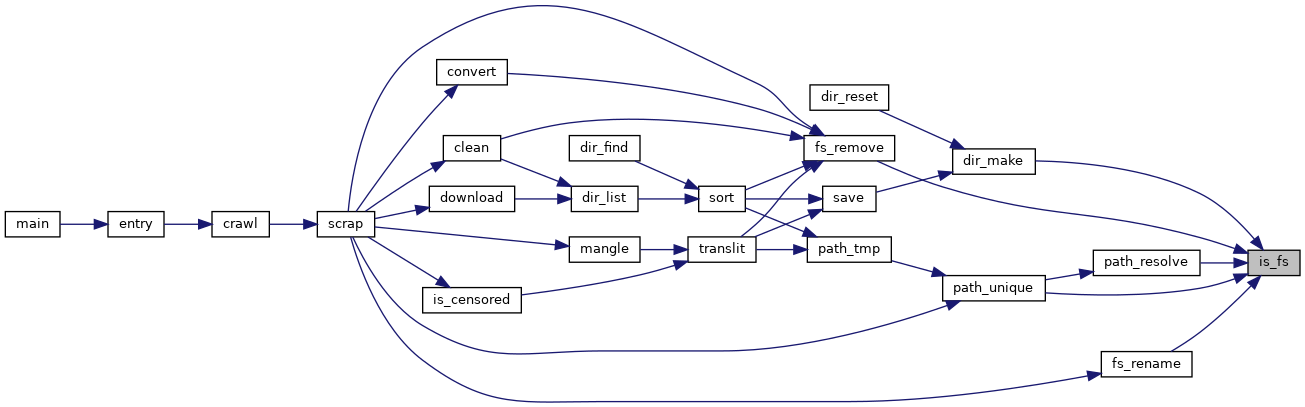 main
entry
crawl
scrap
convert
clean
download
mangle
is_censored
dir_find
dir_list
translit
sort
dir_reset
fs_remove
save
path_tmp
dir_make
path_unique
path_resolve
fs_rename
is_fs